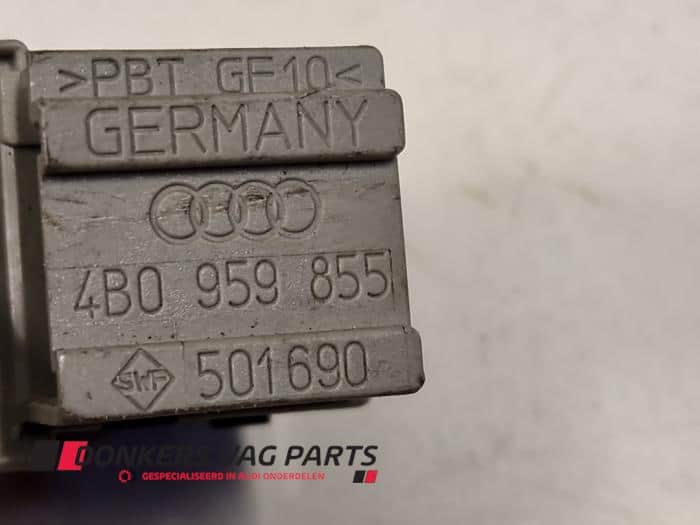 >PBT GF10<
GERMANY
4B0 959 855
SWF 501690
DONKERS VAG PARTS
GESPECIALISEERD IN AUDI ONDERDELEN